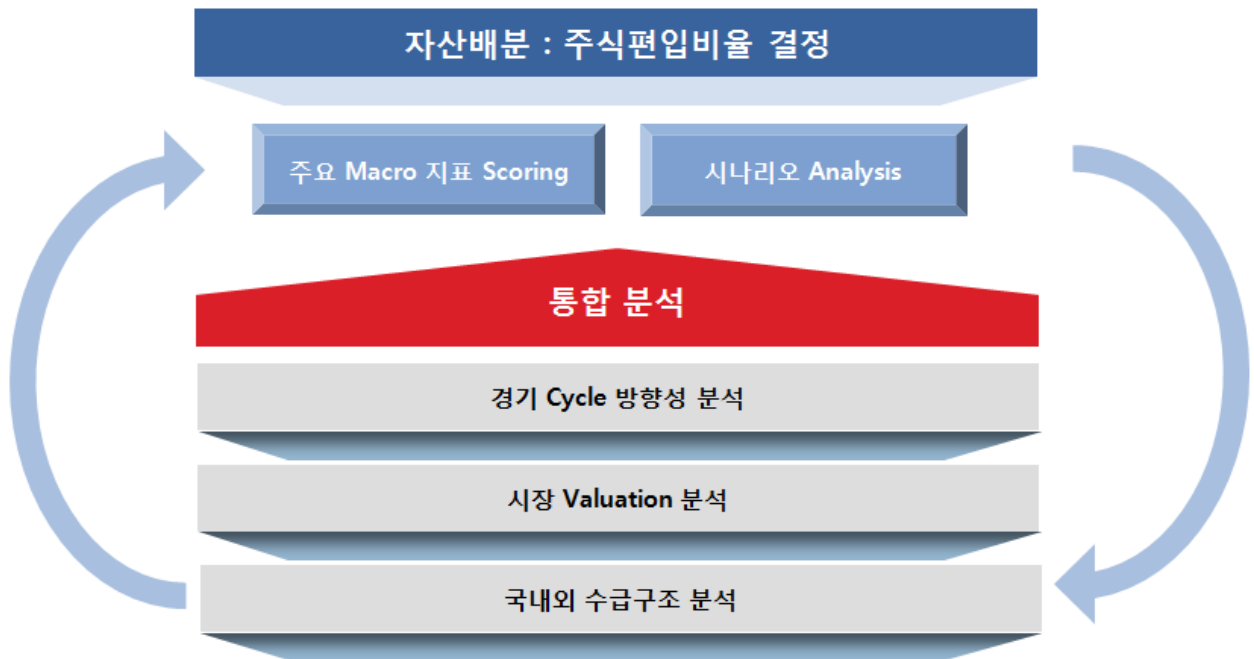 자산배분 : 주식편입비율 결정
주요 Macro 지표 Scoring
시나리오 Analysis
통합 분석
경기 Cycle 방향성 분석
시장 Valuation 분석
국내외 수급구조 분석